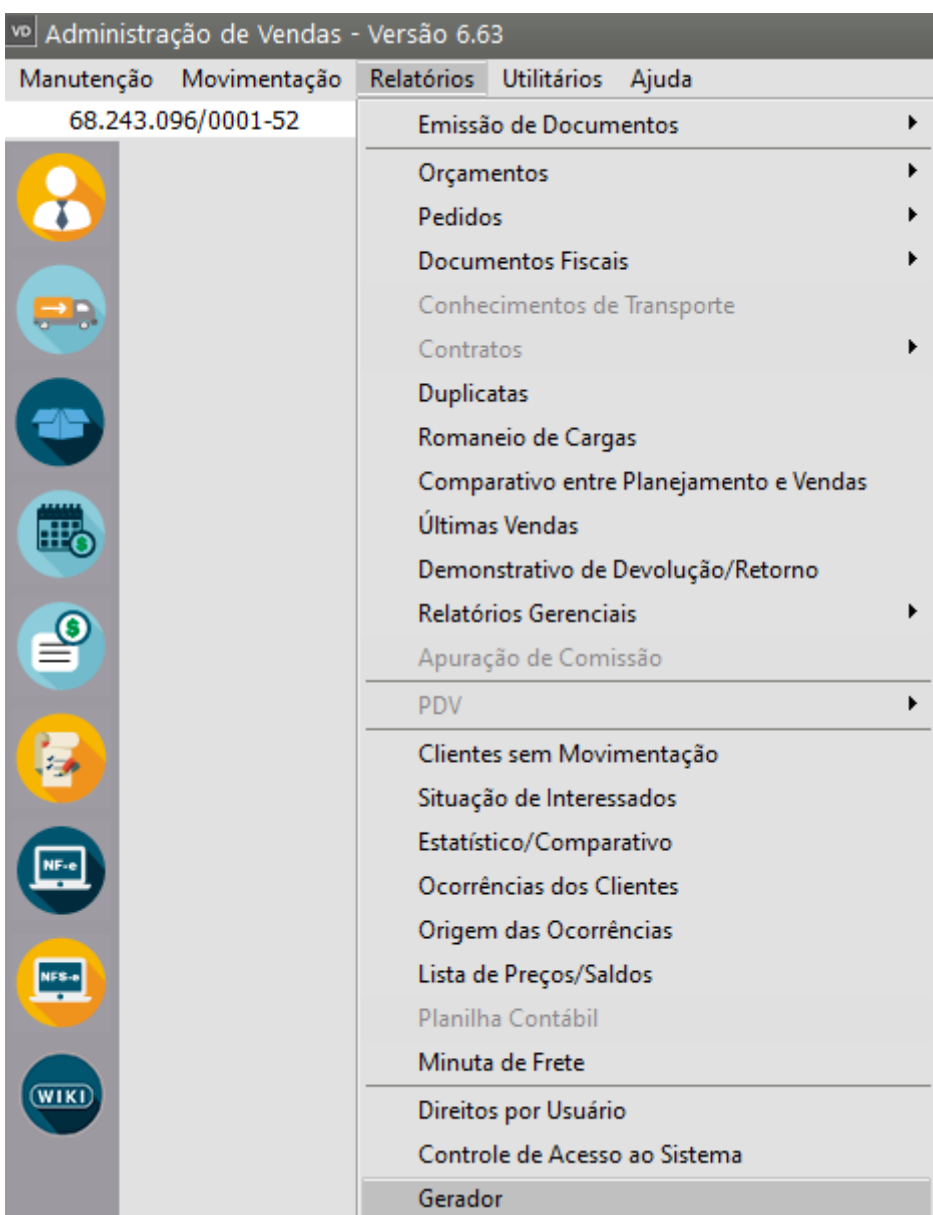 VD Administração de Vendas - Versão 6.63
Manutenção Movimentação Relatórios Utilitários Ajuda
68.243.096/0001-52
Emissão de Documentos
Orçamentos
Pedidos
Documentos Fiscais
Conhecimentos de Transporte
Contratos
Duplicatas
Romaneio de Cargas
Comparativo entre Planejamento e Vendas
Últimas Vendas
Demonstrativo de Devolução/Retorno
Relatórios Gerenciais
Apuração de Comissão
PDV
Clientes sem Movimentação
Situação de Interessados
Estatístico/Comparativo
Ocorrências dos Clientes
Origem das Ocorrências
Lista de Preços/Saldos
Planilha Contábil
Minuta de Frete
Direitos por Usuário
Controle de Acesso ao Sistema
Gerador
$
$
NF-e
NFS-e
WIKI